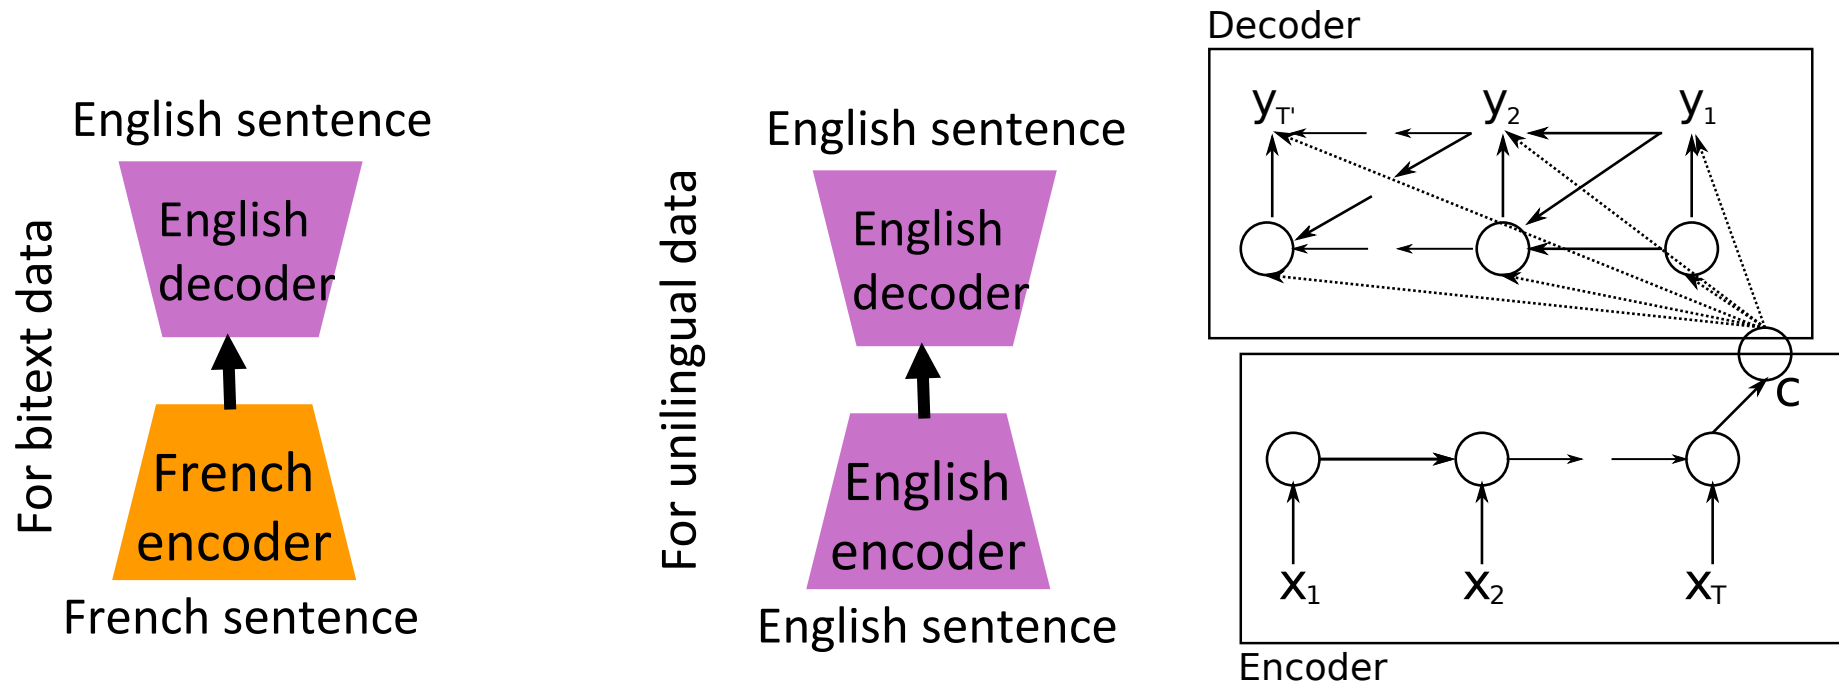 For bitext data
English sentence
English
decoder
French
encoder
French sentence
For unilingual data
English sentence
English
decoder
English
encoder
English sentence
Decoder
y_T' y_2 y_1
c
x_1 x_2 x_T
Encoder